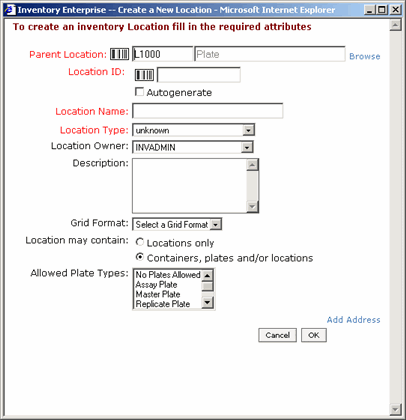 Inventory Enterprise -- Create a New Location - Microsoft Internet Explorer
To create an inventory Location fill in the required attributes
Parent Location: L1000 Plate Browse
Location ID:
Autogenerate
Location Name:
Location Type: unknown
Location Owner: INVADMIN
Description:
Grid Format: Select a Grid Format
Location may contain: Locations only
Containers, plates and/or locations
Allowed Plate Types: No Plates Allowed
Assay Plate
Master Plate
Replicate Plate
Add Address
Cancel OK